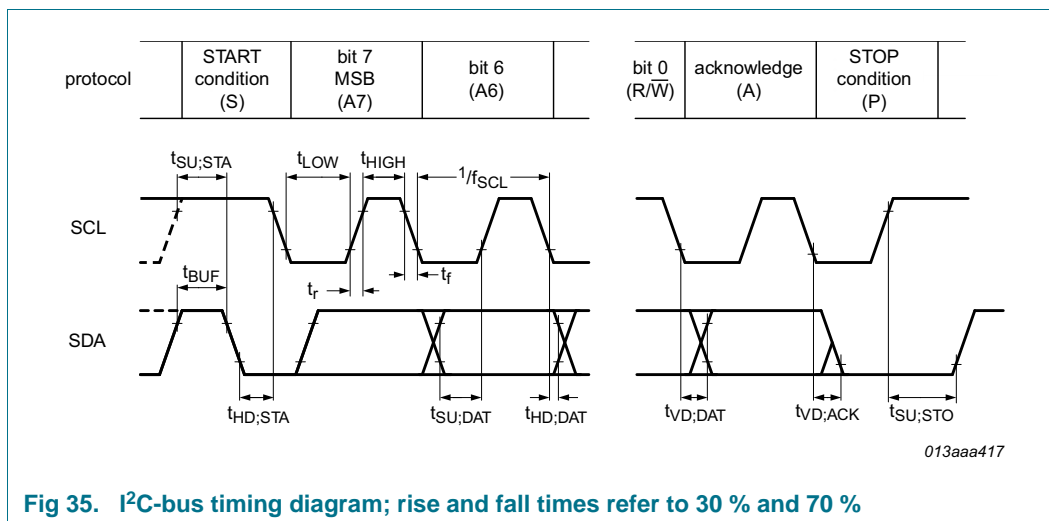 protocol
START
condition
(S)
bit 7
MSB
(A7)
bit 6
(A6)
bit 0
(R/W̅)
acknowledge
(A)
STOP
condition
(P)
tSU;STA
tLOW
tHIGH
1/fSCL
SCL
tBUF
tr
tf
SDA
tHD;STA
tSU;DAT
tHD;DAT
tVD;DAT
tVD;ACK
tSU;STO
013aaa417
Fig 35. I²C-bus timing diagram; rise and fall times refer to 30 % and 70 %